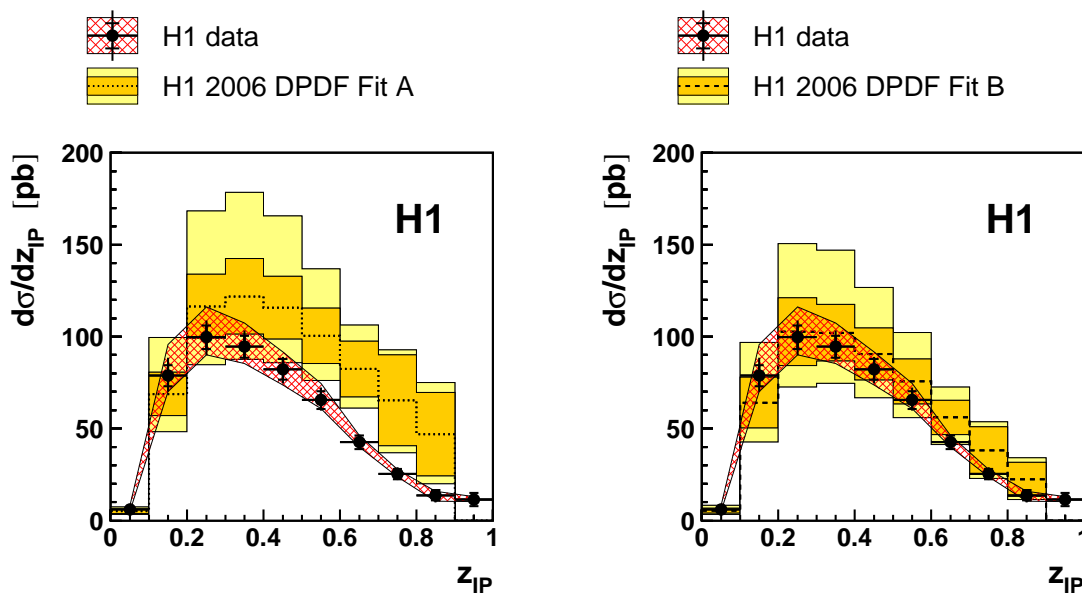 H1 data
H1 2006 DPDF Fit A
dσ/dz_IP [pb]
200
150
100
50
0
H1
0 0.2 0.4 0.6 0.8 1
z_IP
H1 data
H1 2006 DPDF Fit B
dσ/dz_IP [pb]
200
150
100
50
0
H1
0 0.2 0.4 0.6 0.8 1
z_IP